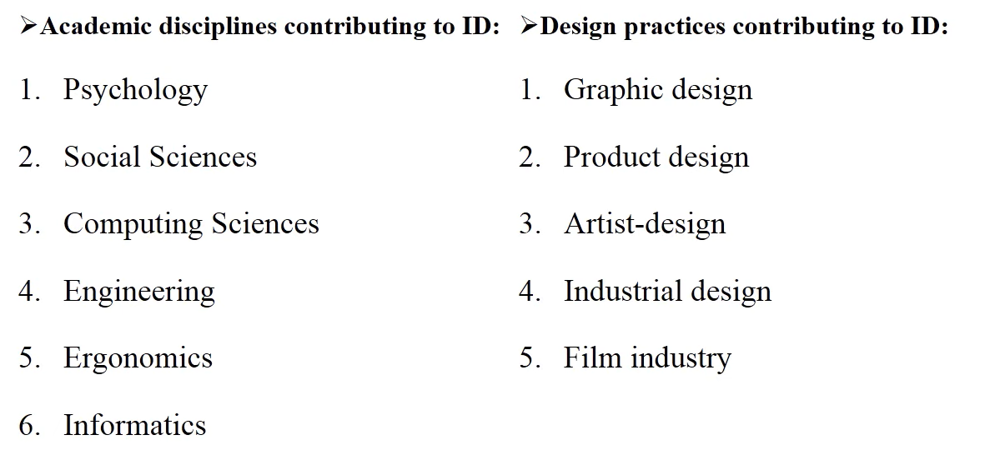 ➢Academic disciplines contributing to ID:
1. Psychology
2. Social Sciences
3. Computing Sciences
4. Engineering
5. Ergonomics
6. Informatics
➢Design practices contributing to ID:
1. Graphic design
2. Product design
3. Artist-design
4. Industrial design
5. Film industry